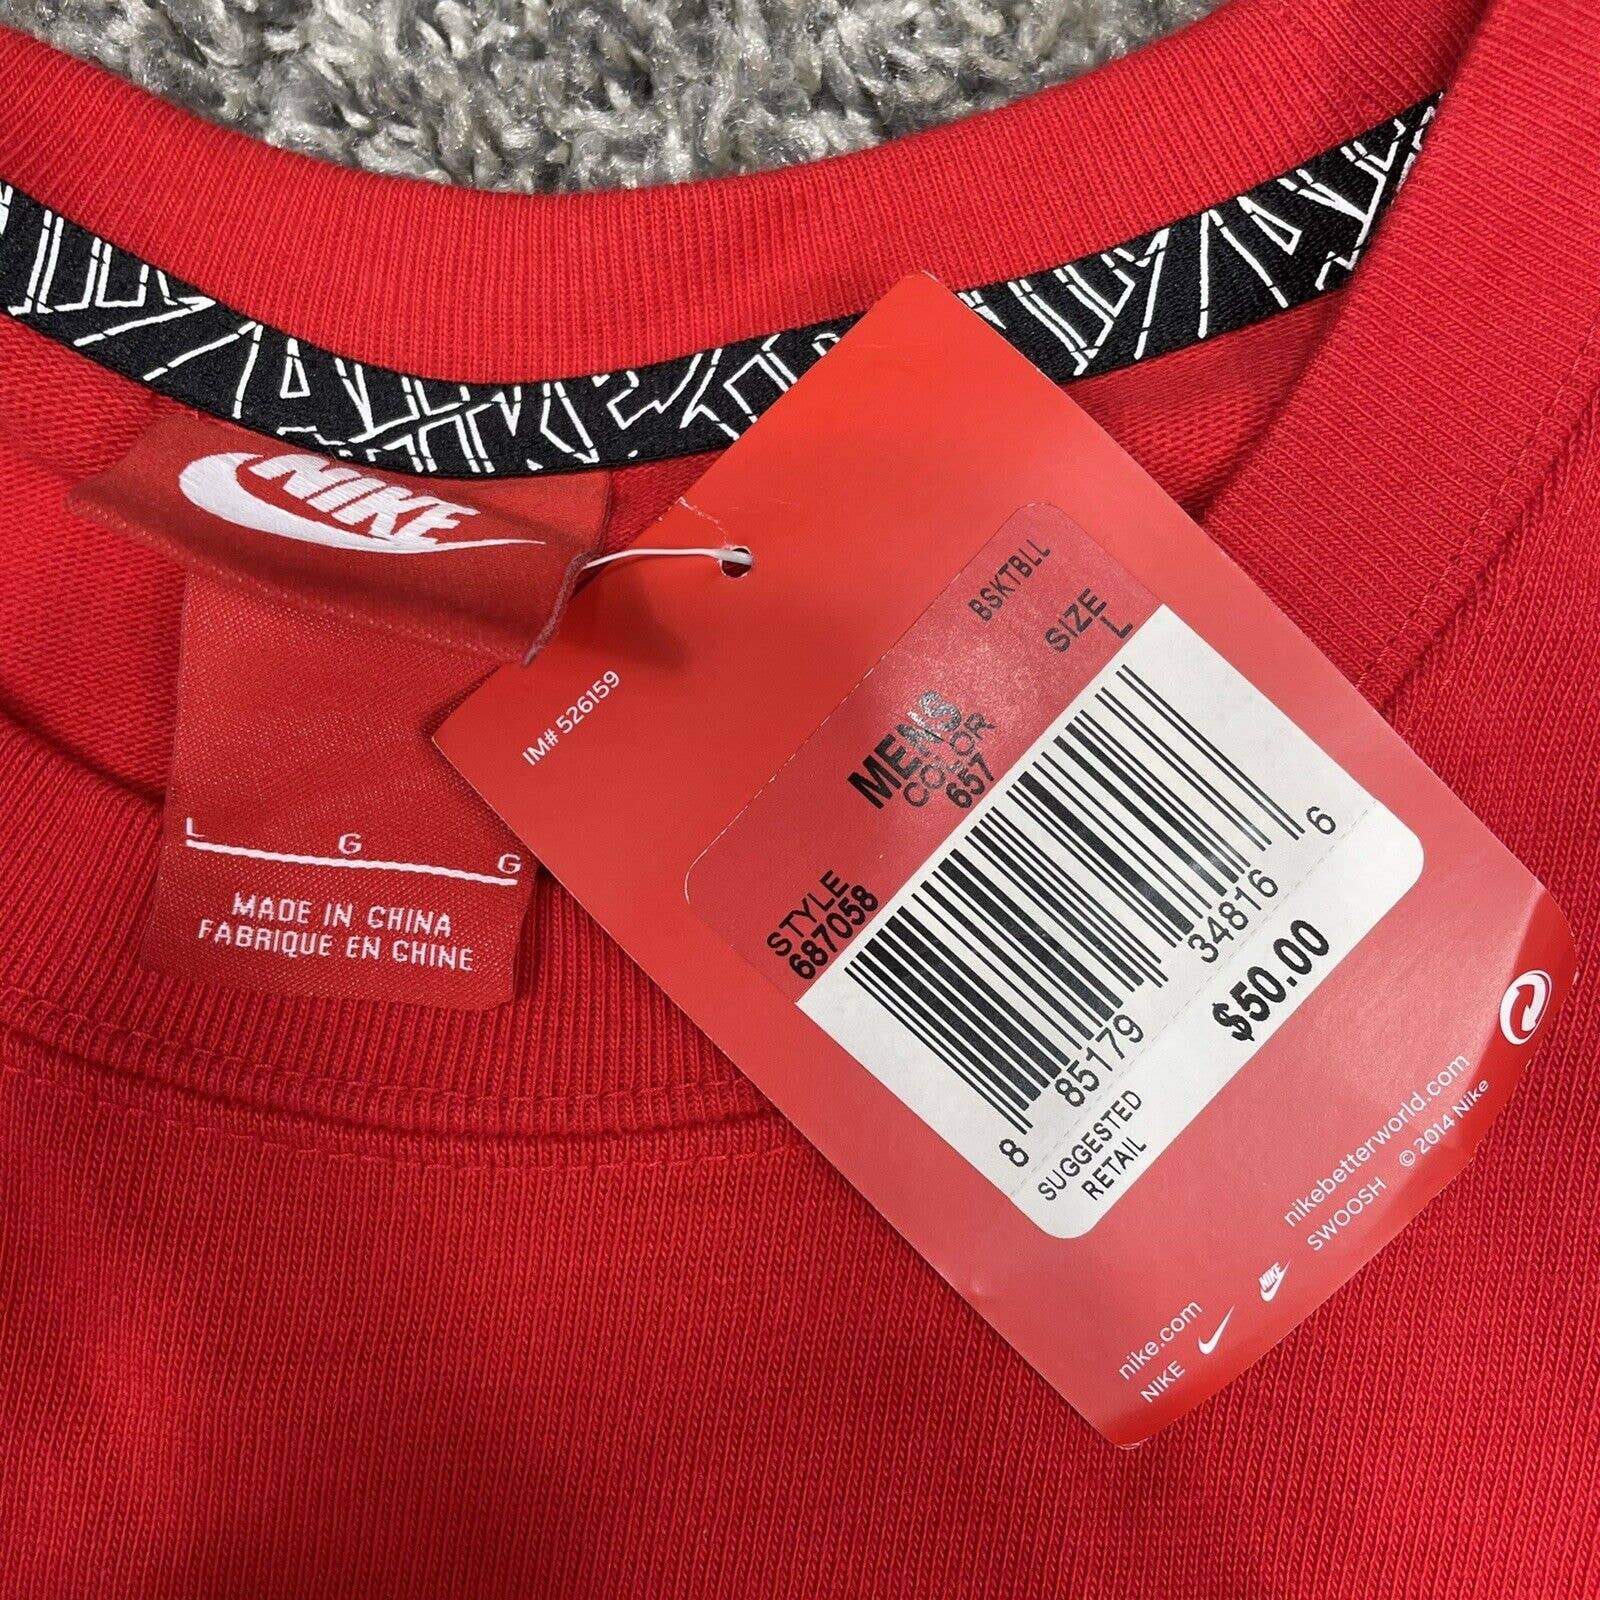 NIKE
L G G
MADE IN CHINA
FABRIQUE EN CHINE
IM# 526159
BSKTBLL
SIZE
L
MENS
COLOR
657
STYLE
687058
8 85179 34816 6
SUGGESTED
RETAIL
$50.00
nikebetterworld.com
SWOOSH © 2014 Nike
nike.com
NIKE
NIKE